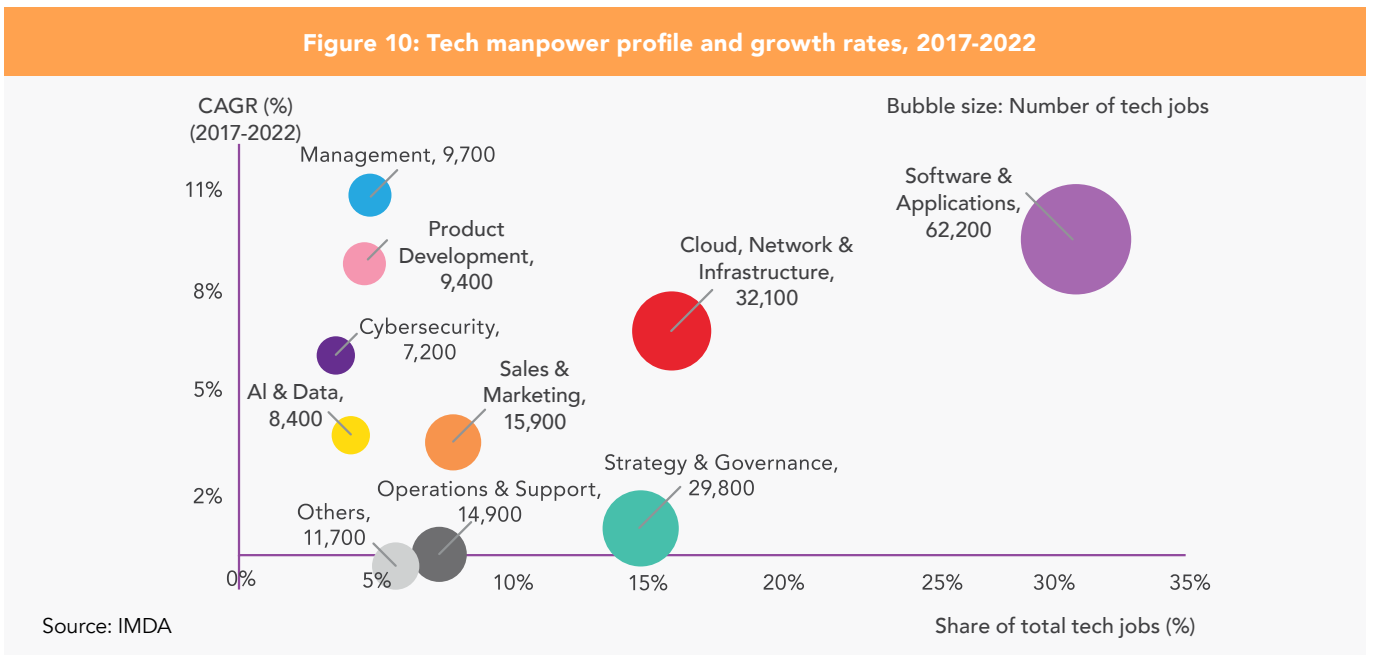 Figure 10: Tech manpower profile and growth rates, 2017-2022
CAGR (%)
(2017-2022)
Bubble size: Number of tech jobs
Management, 9,700
11%
Software &
Applications,
62,200
Product
Development,
9,400
Cloud, Network &
Infrastructure,
32,100
8%
Cybersecurity,
7,200
5%
AI & Data,
8,400
Sales &
Marketing,
15,900
Strategy & Governance,
29,800
2%
Operations & Support,
14,900
Others,
11,700
0%
5%
10%
15%
20%
25%
30%
35%
Source: IMDA
Share of total tech jobs (%)